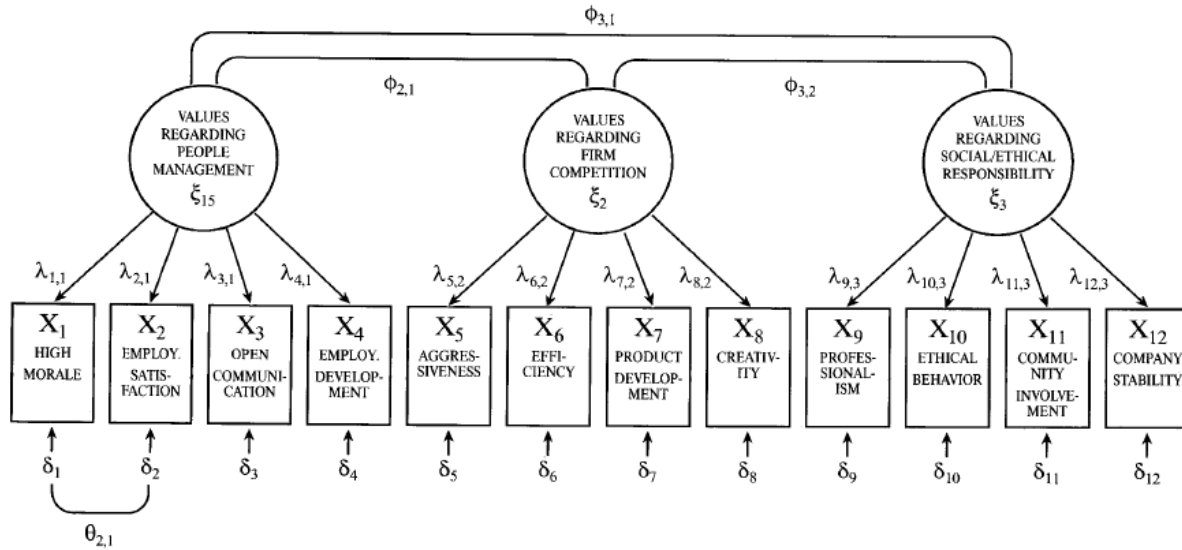 ϕ3,1
ϕ2,1
ϕ3,2
VALUES
REGARDING
PEOPLE
MANAGEMENT
ξ15
VALUES
REGARDING
FIRM
COMPETITION
ξ2
VALUES
REGARDING
SOCIAL/ETHICAL
RESPONSIBILITY
ξ3
λ1,1 λ2,1 λ3,1 λ4,1 λ5,2 λ6,2 λ7,2 λ8,2 λ9,3 λ10,3 λ11,3 λ12,3
X1
HIGH
MORALE
X2
EMPLOY.
SATIS-
FACTION
X3
OPEN
COMMUNI-
CATION
X4
EMPLOY.
DEVELOP-
MENT
X5
AGGRES-
SIVENESS
X6
EFFI-
CIENCY
X7
PRODUCT
DEVELOP-
MENT
X8
CREATIV-
ITY
X9
PROFES-
SIONAL-
ISM
X10
ETHICAL
BEHAVIOR
X11
COMMU-
NITY
INVOLVE-
MENT
X12
COMPANY
STABILITY
δ1 δ2 δ3 δ4 δ5 δ6 δ7 δ8 δ9 δ10 δ11 δ12
θ2,1